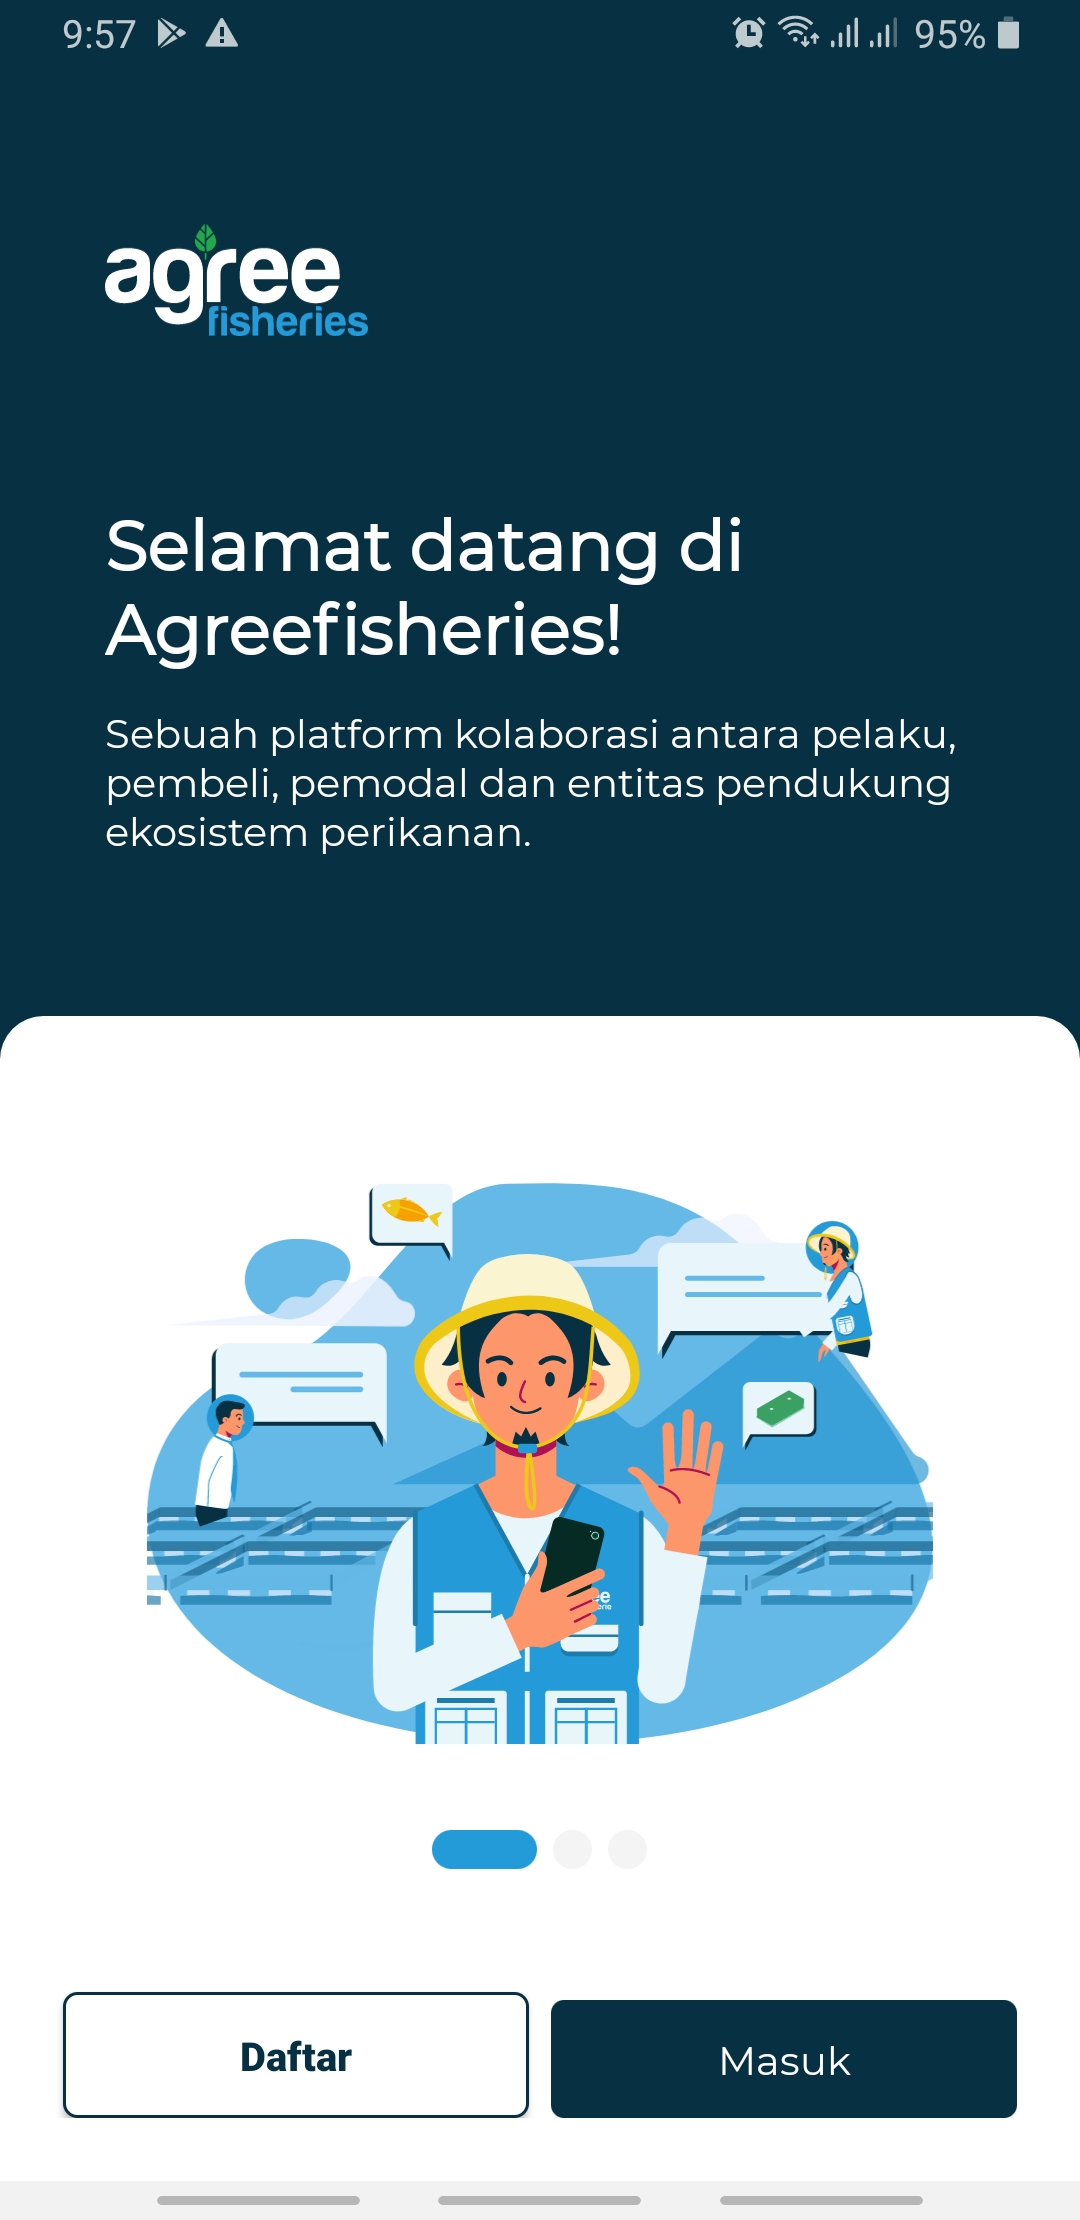 9:57
95%
agree
fisheries
Selamat datang di
Agreefisheries!
Sebuah platform kolaborasi antara pelaku,
pembeli, pemodal dan entitas pendukung
ekosistem perikanan.
Daftar
Masuk